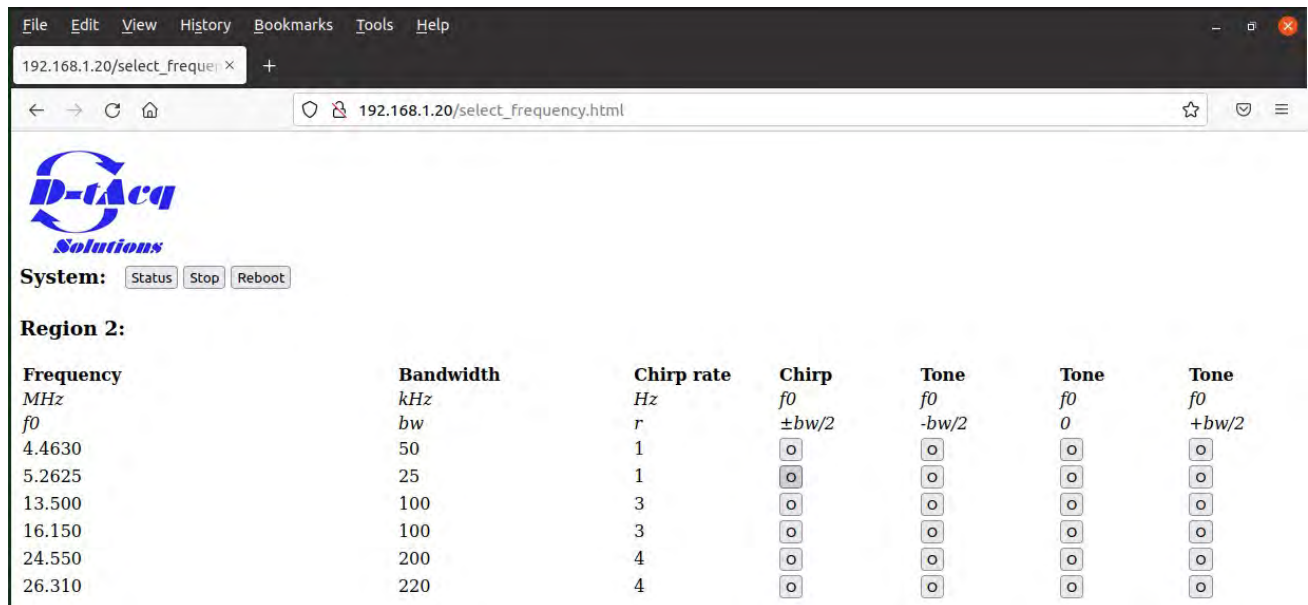 File Edit View History Bookmarks Tools Help
192.168.1.20/select_frequen
192.168.1.20/select_frequency.html
D-tAcq
Solutions
System: Status Stop Reboot
Region 2:
Frequency Bandwidth Chirp rate Chirp Tone Tone Tone
MHz kHz Hz f0 f0 f0 f0
f0 bw r ±bw/2 -bw/2 0 +bw/2
4.4630 50 1 O O O O
5.2625 25 1 O O O O
13.500 100 3 O O O O
16.150 100 3 O O O O
24.550 200 4 O O O O
26.310 220 4 O O O O